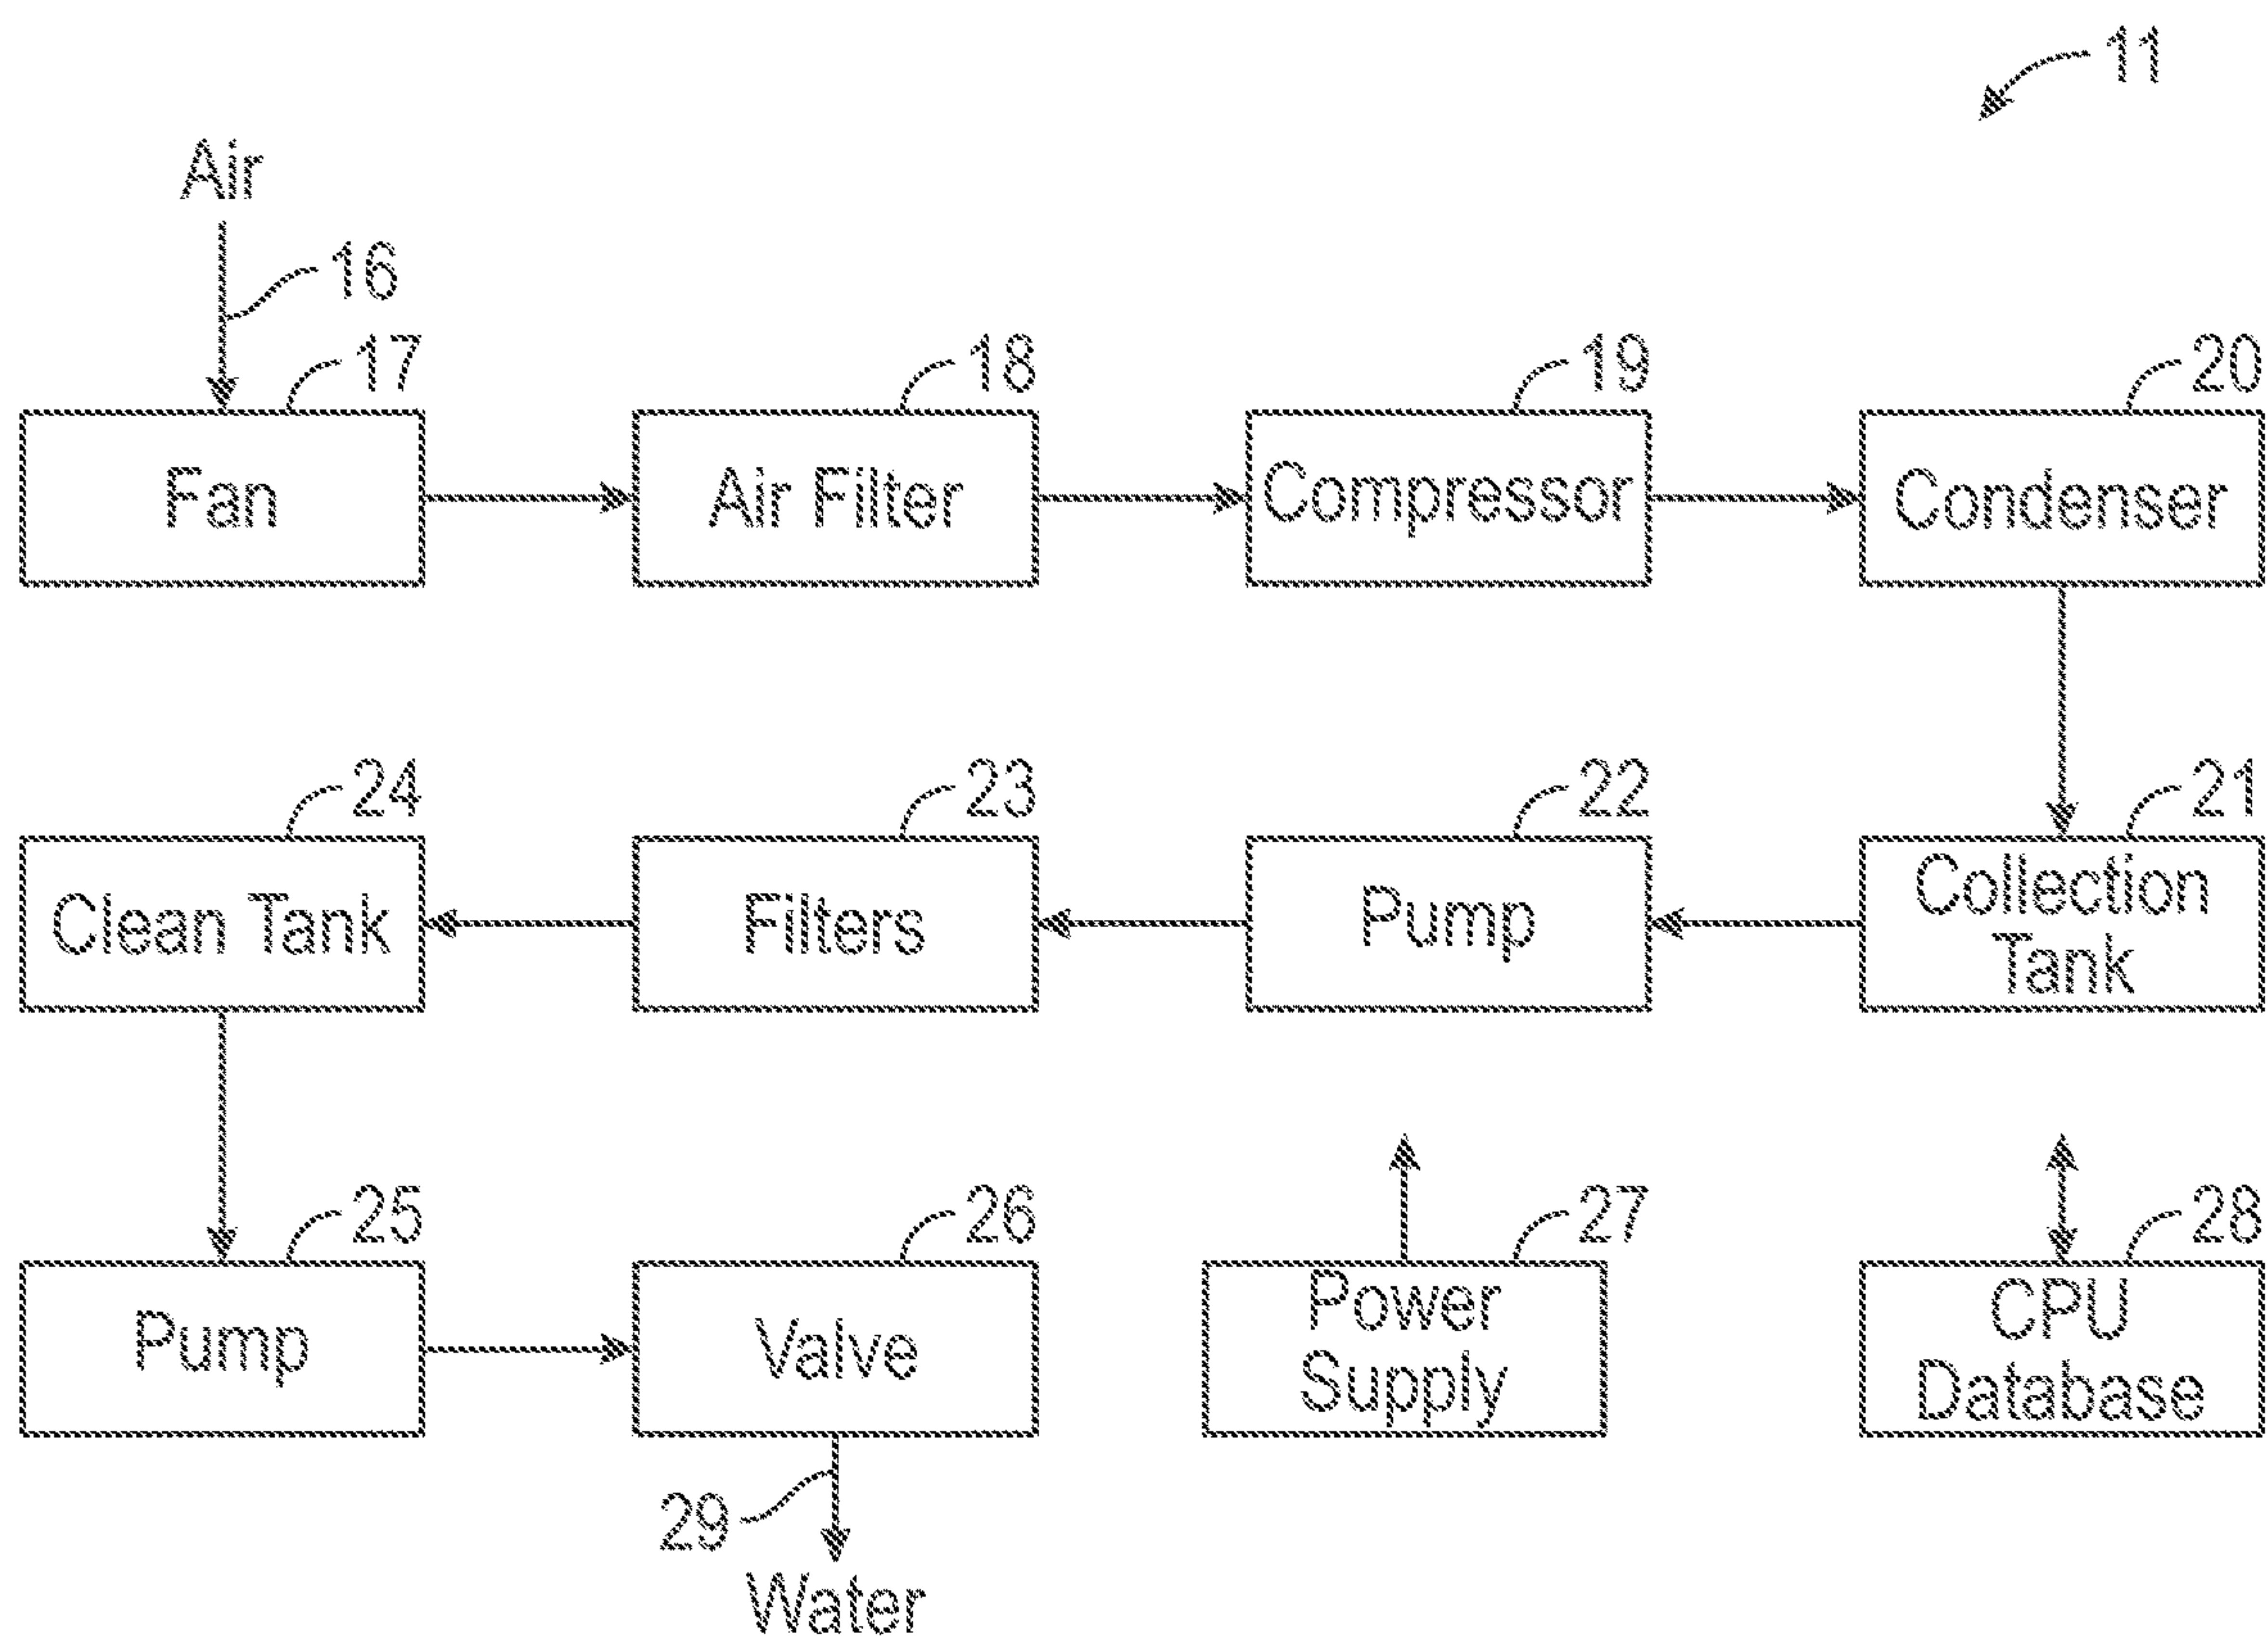 11
Air
16
17
18
19
20
Fan
Air Filter
Compressor
Condenser
24
23
22
21
Clean Tank
Filters
Pump
Collection
Tank
25
26
27
28
Pump
Valve
Power
Supply
CPU
Database
29
Water